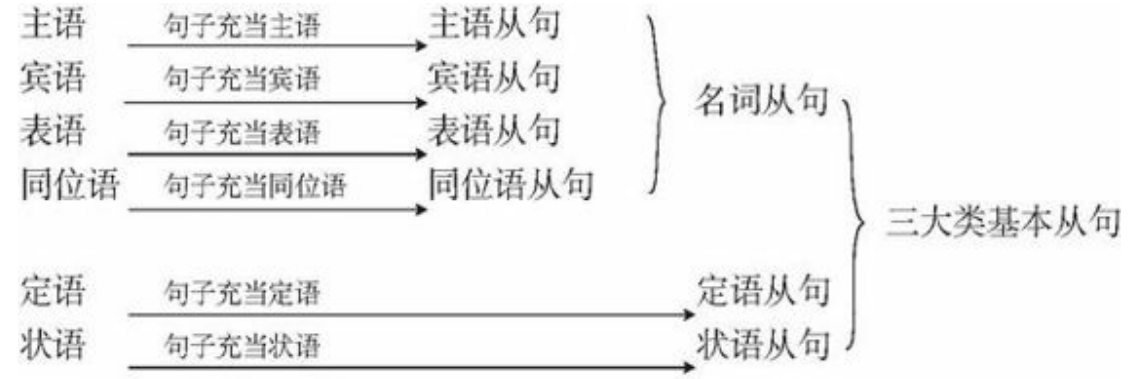 主语 句子充当主语 主语从句
宾语 句子充当宾语 宾语从句
名词从句
表语 句子充当表语 表语从句
同位语 句子充当同位语 同位语从句
三大类基本从句
定语 句子充当定语 定语从句
状语 句子充当状语 状语从句